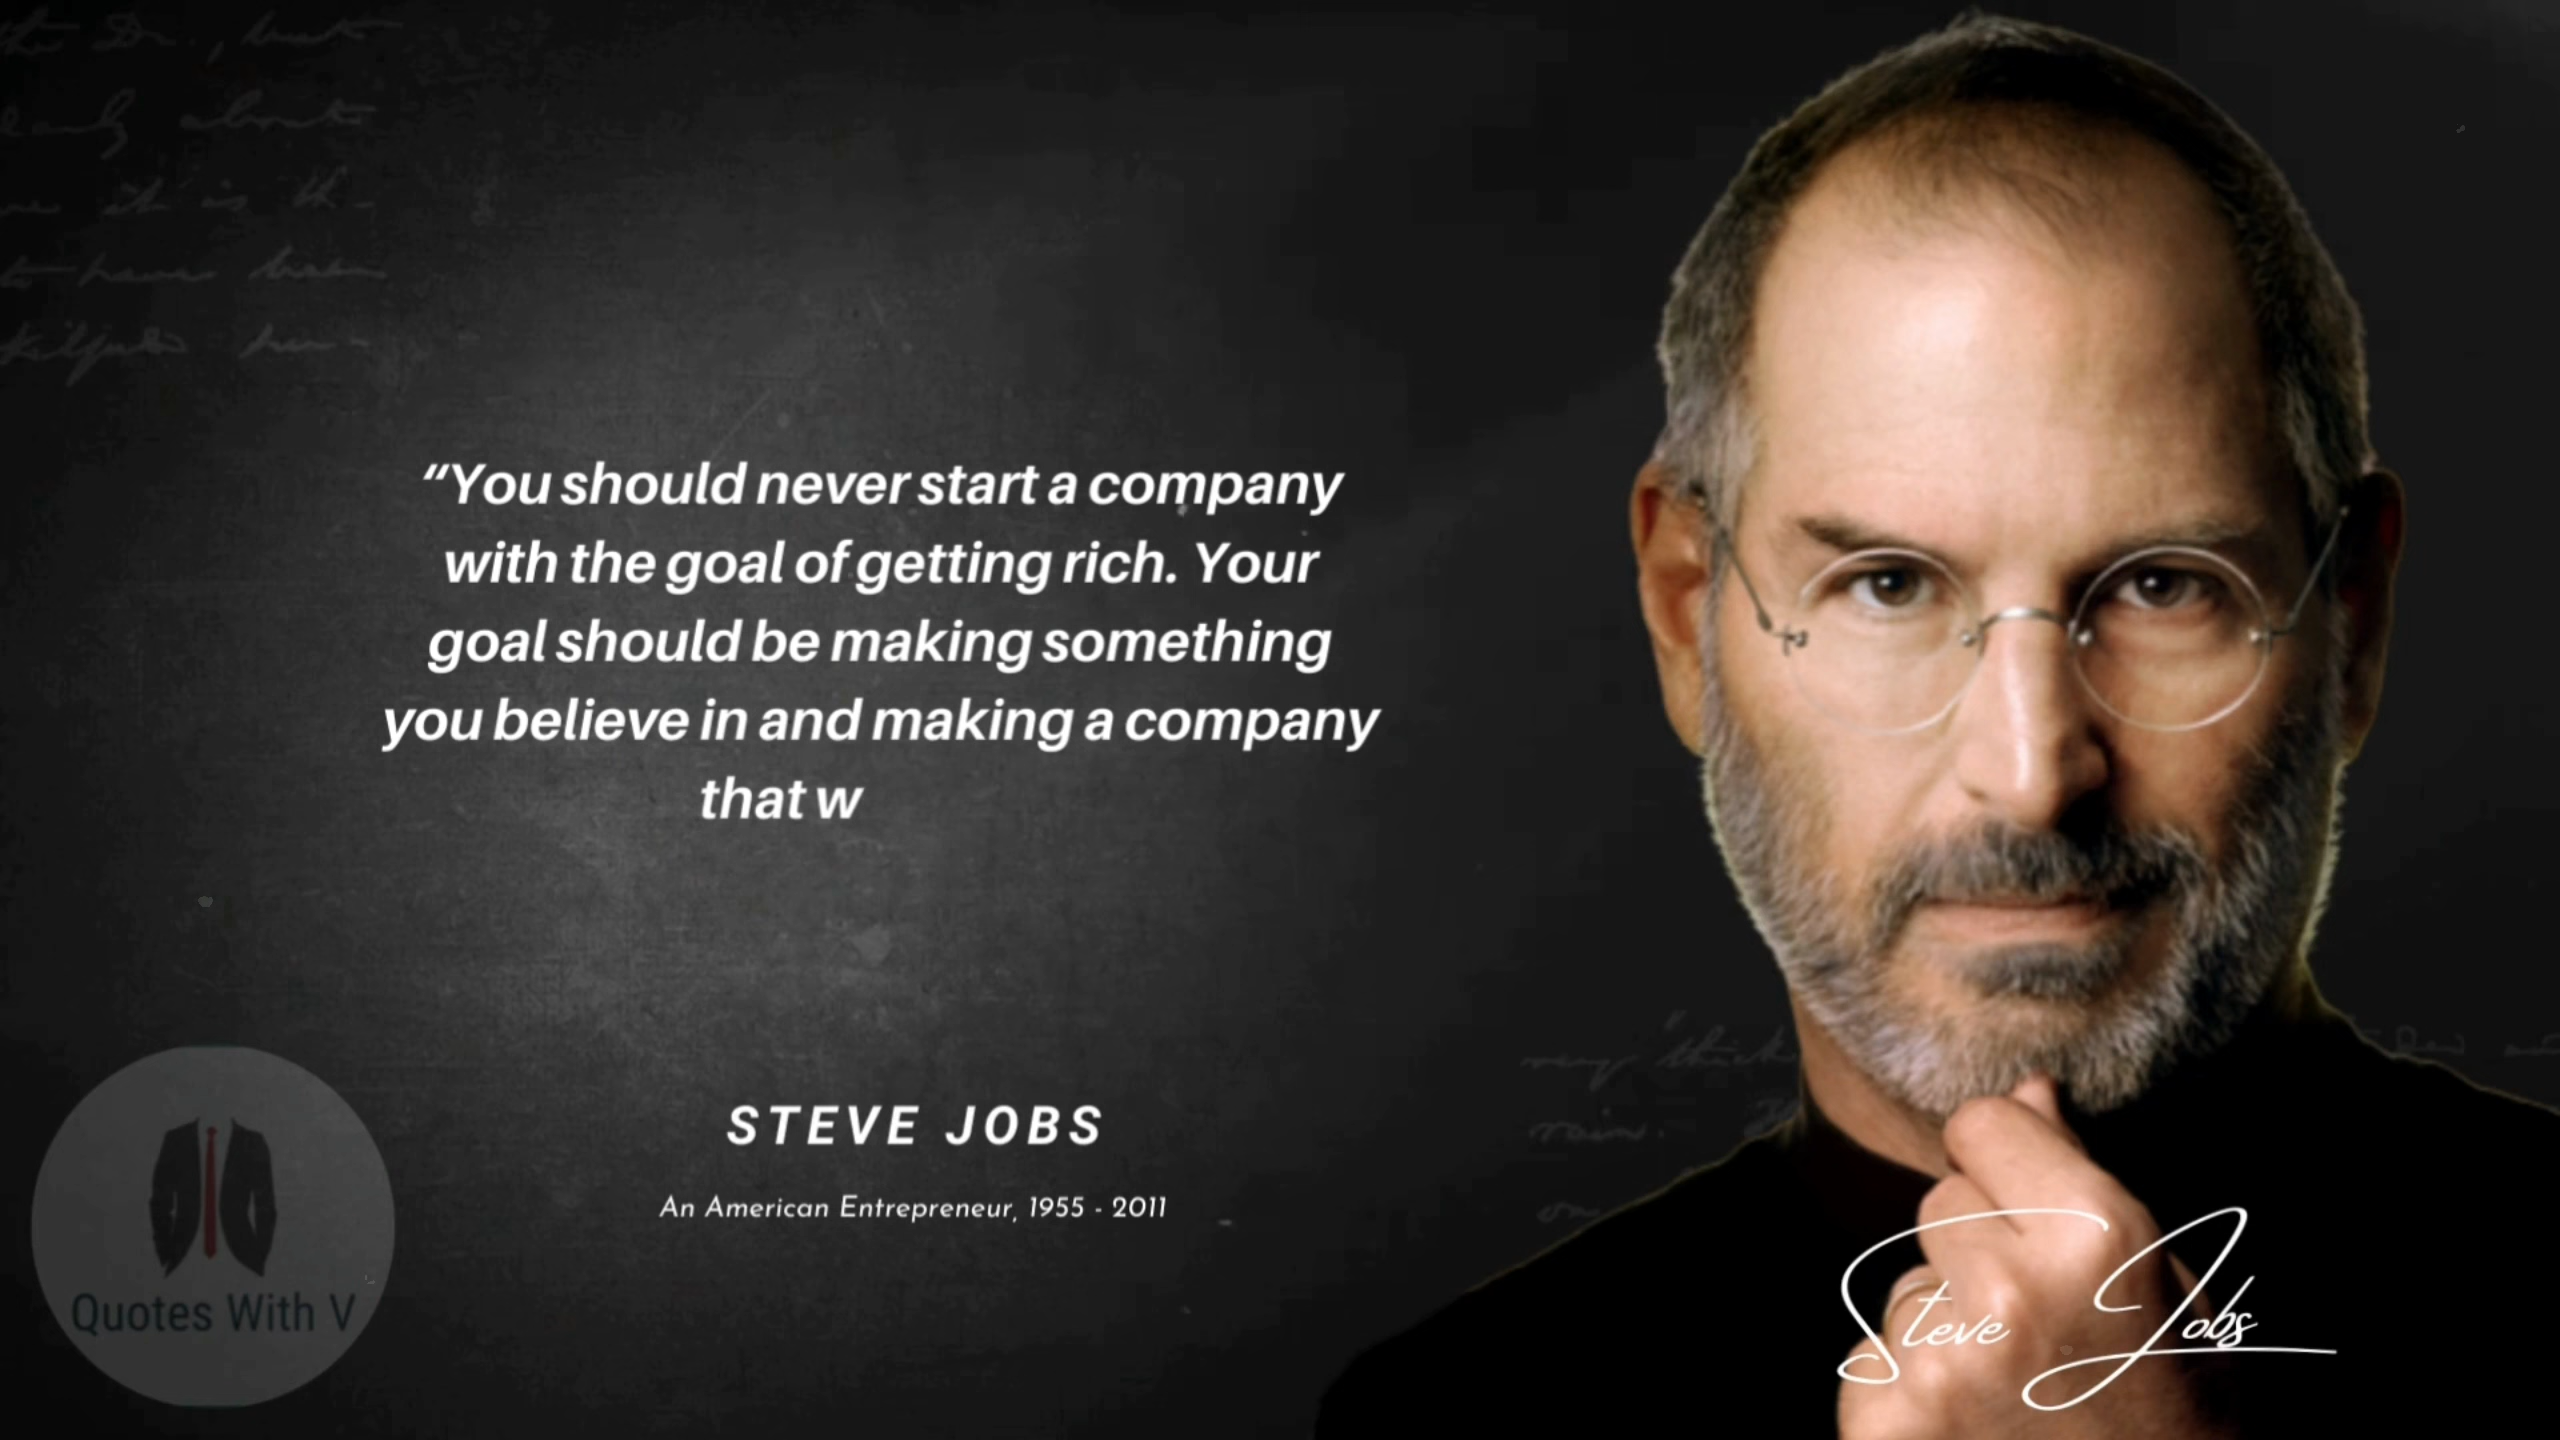 “You should never start a company
with the goal of getting rich. Your
goal should be making something
you believe in and making a company
that w
STEVE JOBS
An American Entrepreneur, 1955 - 2011
Quotes With V
Steve Jobs